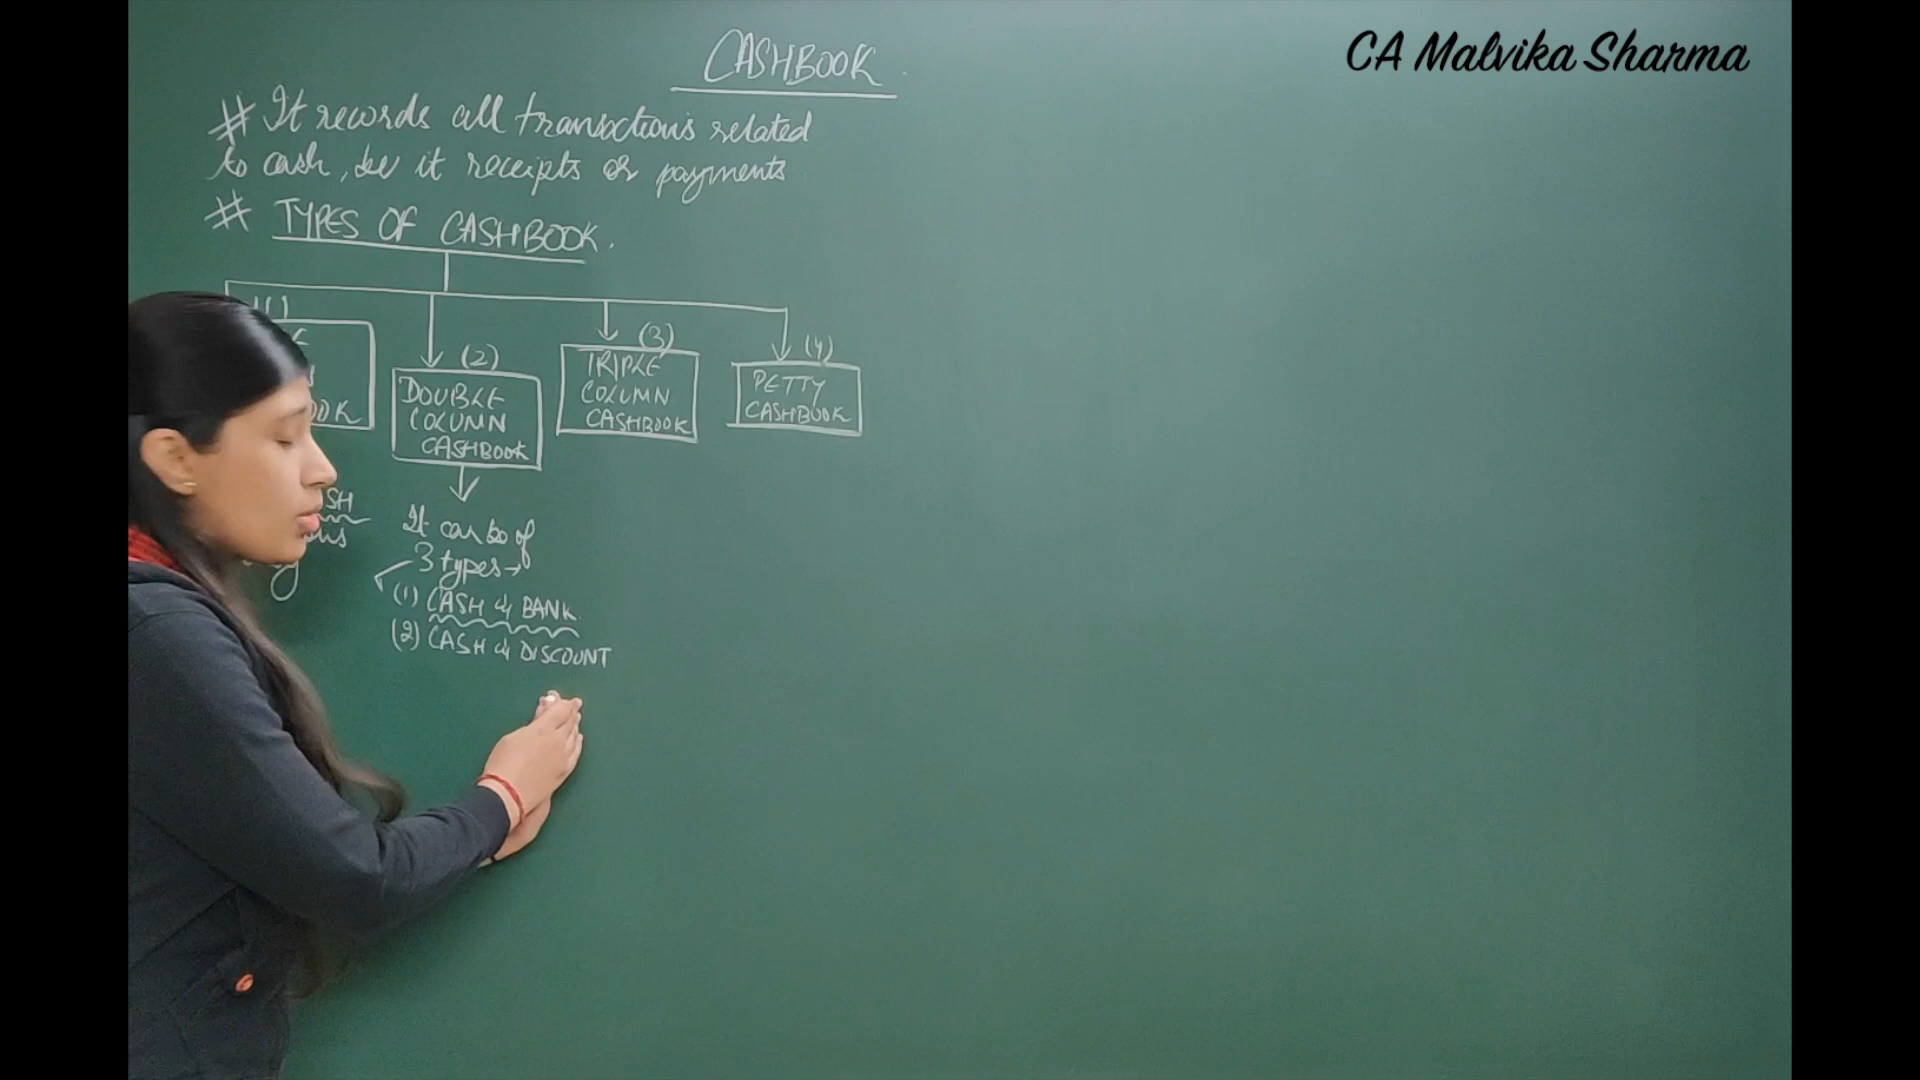 CASHBOOK
CA Malvika Sharma
# It records all transactions related
to cash, be it receipts or payments
# TYPES OF CASHBOOK.
(2)
DOUBLE
COLUMN
CASHBOOK
(3)
TRIPLE
COLUMN
CASHBOOK
(4)
PETTY
CASHBOOK
It can be of
3 types →
(1) CASH & BANK
(2) CASH & DISCOUNT